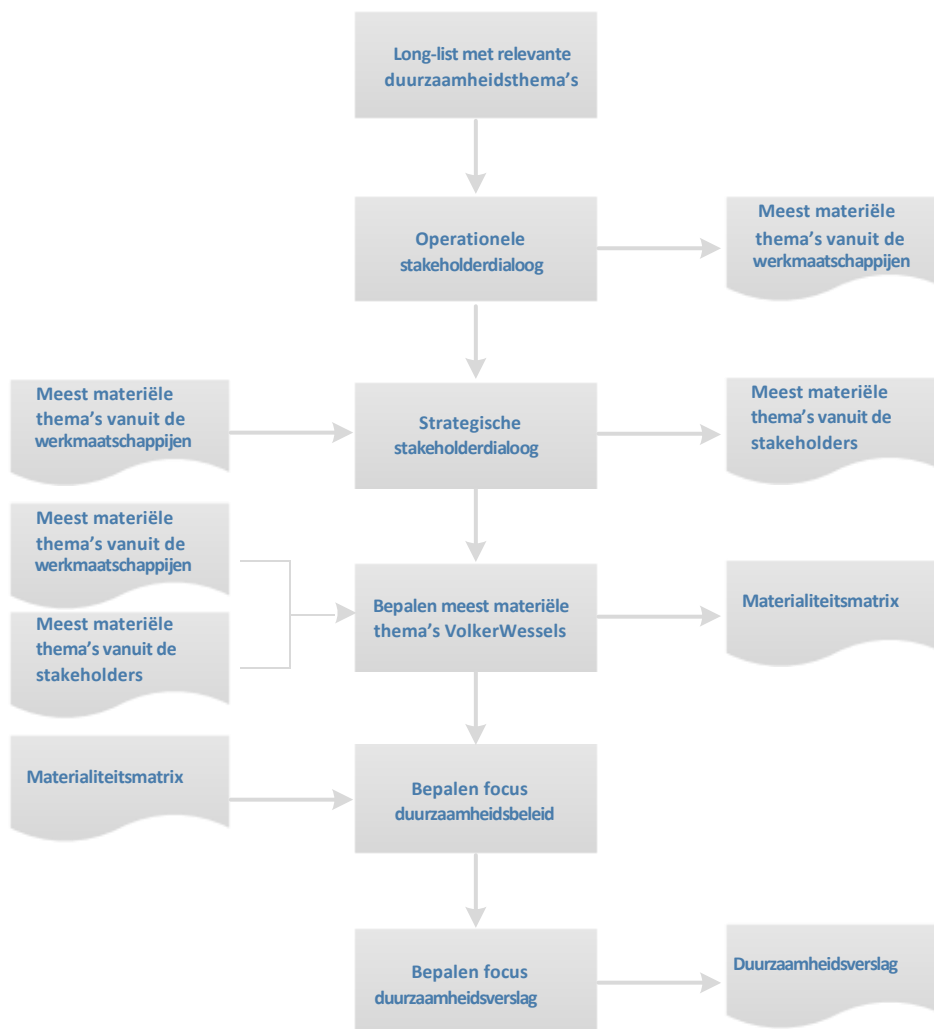 Long-list met relevante
duurzaamheidsthema's
Operationele
stakeholderdialoog
Meest materiële
thema's vanuit de
werkmaatschappijen
Meest materiële
thema's vanuit de
werkmaatschappijen
Strategische
stakeholderdialoog
Meest materiële
thema's vanuit de
stakeholders
Meest materiële
thema's vanuit de
werkmaatschappijen
Meest materiële
thema's vanuit de
stakeholders
Bepalen meest materiële
thema's VolkerWessels
Materialiteitsmatrix
Materialiteitsmatrix
Bepalen focus
duurzaamheidsbeleid
Bepalen focus
duurzaamheidsverslag
Duurzaamheidsverslag